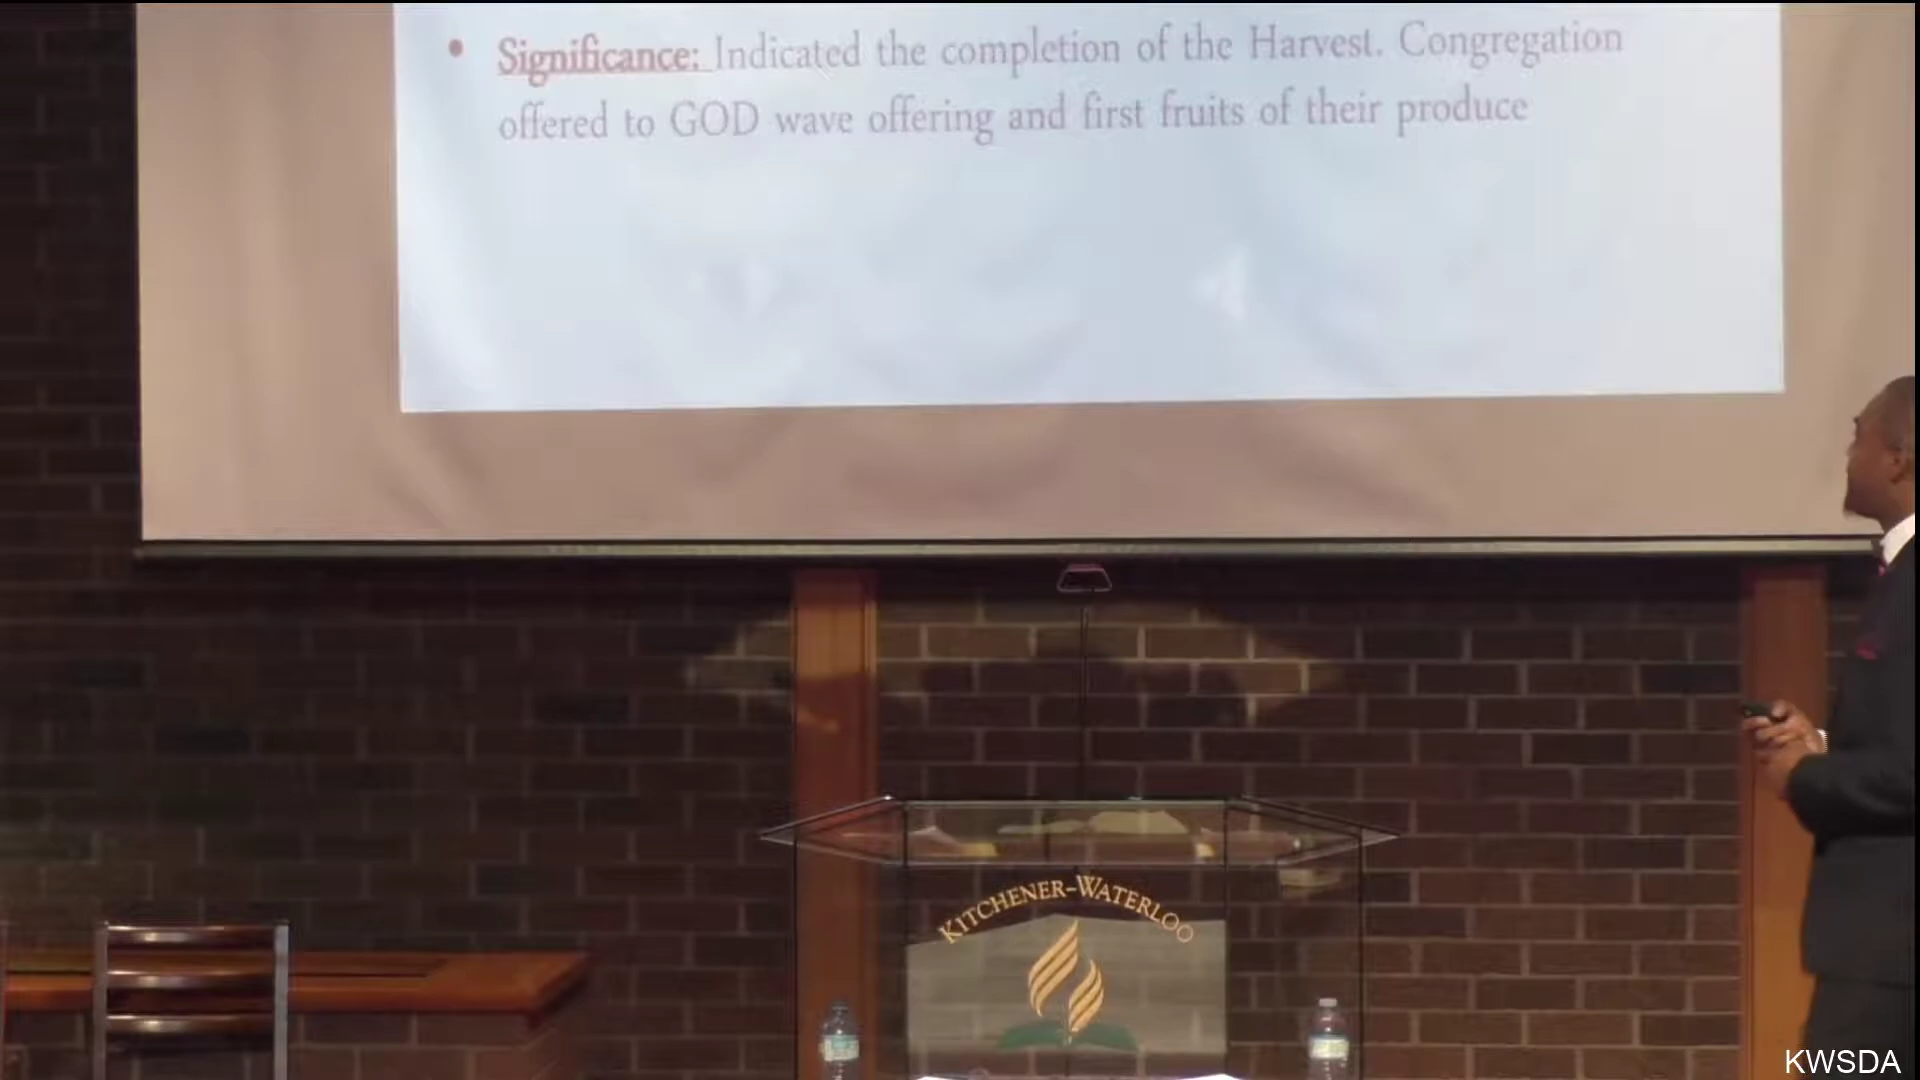 • Significance: Indicated the completion of the Harvest. Congregation
offered to GOD wave offering and first fruits of their produce
KITCHENER-WATERLOO
KWSDA